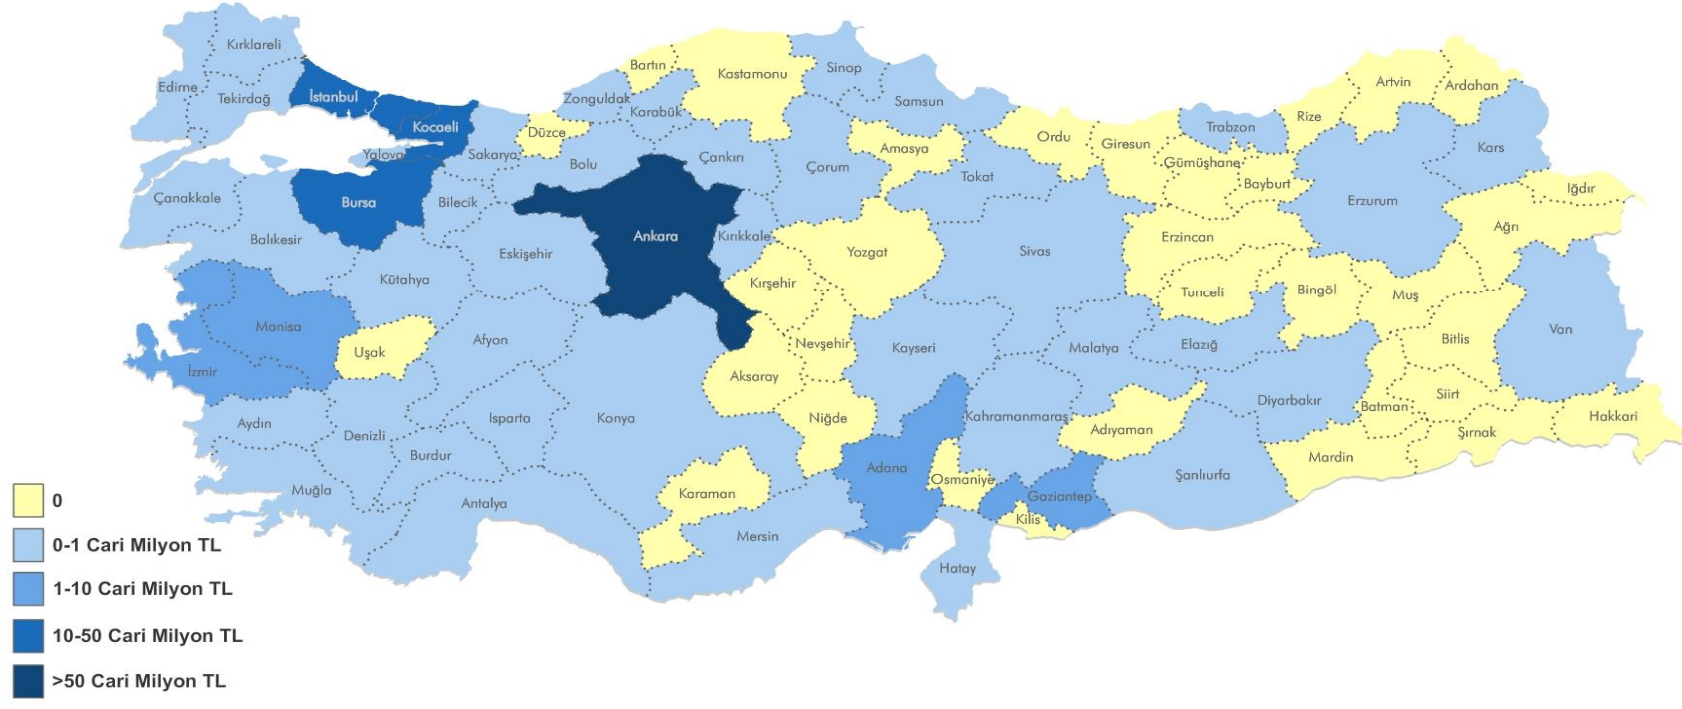 Kırklareli
Edirne
Tekirdağ
İstanbul
Kocaeli
Yalova
Sakarya
Düzce
Zonguldak
Bartın
Karabük
Kastamonu
Sinop
Samsun
Bolu
Çankırı
Çorum
Amasya
Tokat
Ordu
Giresun
Trabzon
Gümüşhane
Bayburt
Rize
Artvin
Ardahan
Kars
Iğdır
Ağrı
Erzurum
Erzincan
Çanakkale
Balıkesir
Bursa
Bilecik
Eskişehir
Kütahya
Ankara
Kırıkkale
Yozgat
Sivas
Kırşehir
Nevşehir
Kayseri
Malatya
Elazığ
Tunceli
Bingöl
Muş
Bitlis
Van
Manisa
İzmir
Uşak
Afyon
Aksaray
Niğde
Konya
Isparta
Aydın
Denizli
Burdur
Muğla
Antalya
Karaman
Mersin
Adana
Osmaniye
Kahramanmaraş
Adıyaman
Gaziantep
Kilis
Hatay
Şanlıurfa
Diyarbakır
Batman
Siirt
Şırnak
Hakkari
Mardin
0
0-1 Cari Milyon TL
1-10 Cari Milyon TL
10-50 Cari Milyon TL
>50 Cari Milyon TL